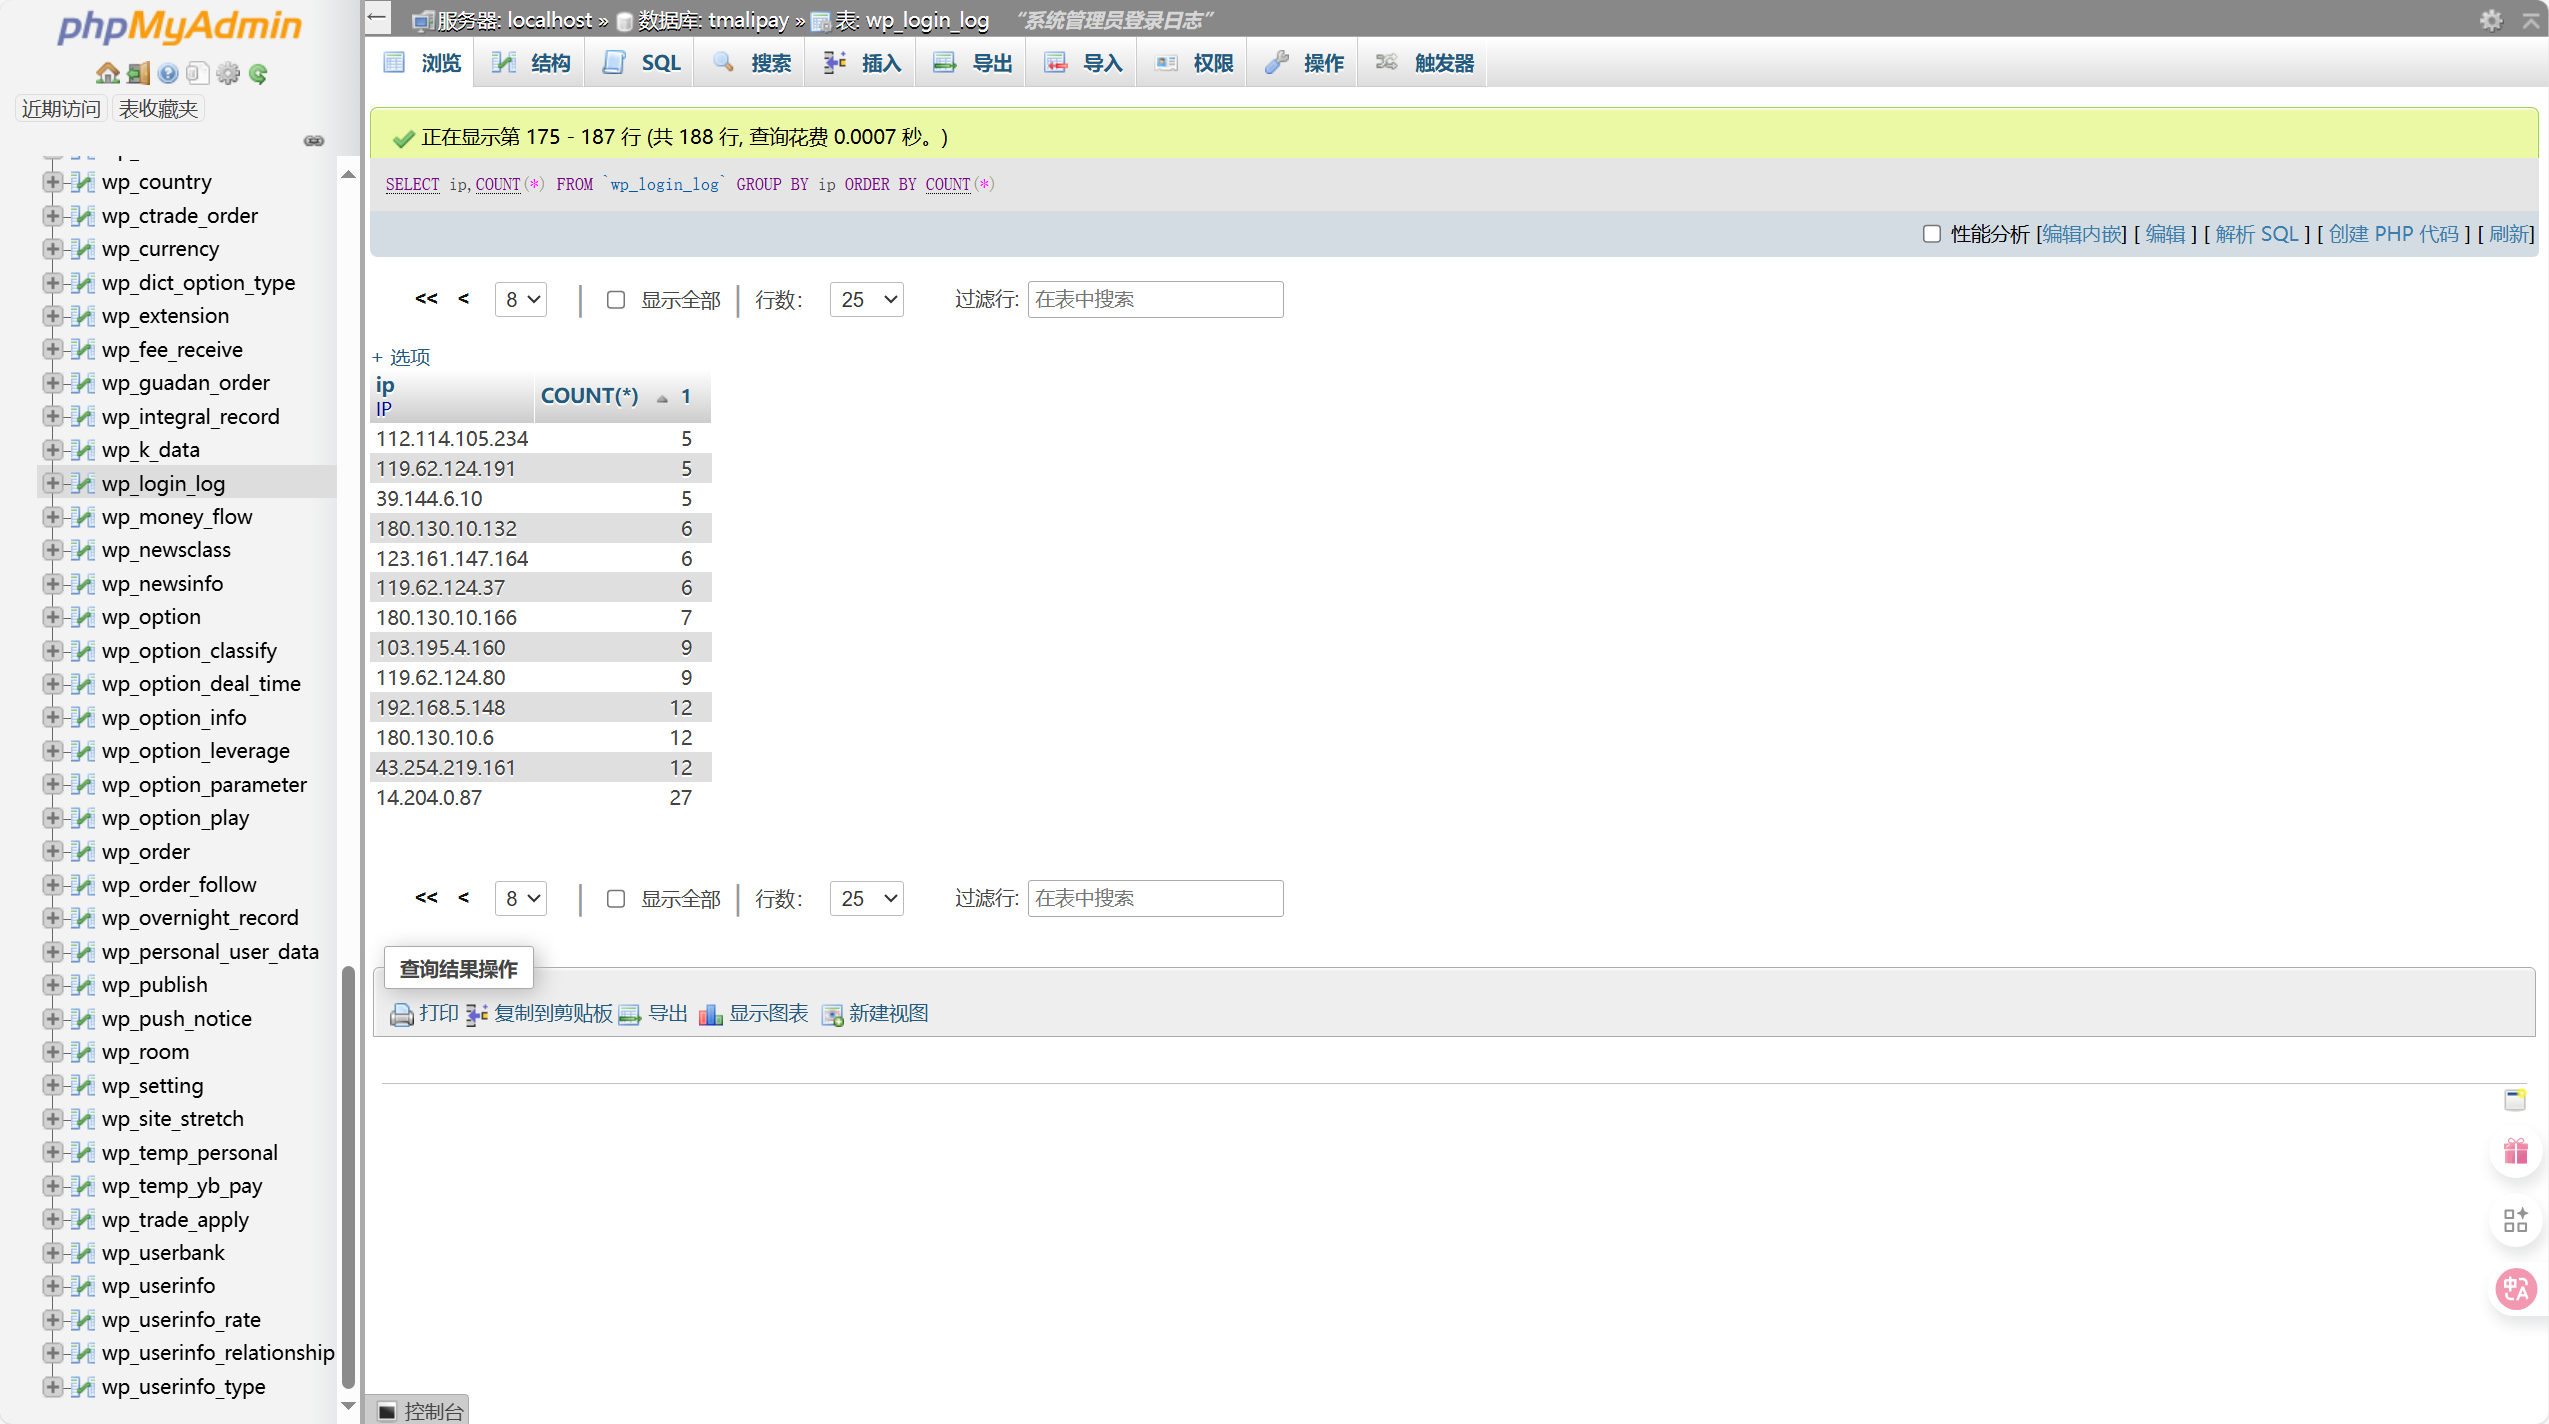 phpMyAdmin
近期访问 表收藏夹
wp_country
wp_ctrade_order
wp_currency
wp_dict_option_type
wp_extension
wp_fee_receive
wp_guadan_order
wp_integral_record
wp_k_data
wp_login_log
wp_money_flow
wp_newsclass
wp_newsinfo
wp_option
wp_option_classify
wp_option_deal_time
wp_option_info
wp_option_leverage
wp_option_parameter
wp_option_play
wp_order
wp_order_follow
wp_overnight_record
wp_personal_user_data
wp_publish
wp_push_notice
wp_room
wp_setting
wp_site_stretch
wp_temp_personal
wp_temp_yb_pay
wp_trade_apply
wp_userbank
wp_userinfo
wp_userinfo_rate
wp_userinfo_relationship
wp_userinfo_type
服务器: localhost » 数据库: tmalipay » 表: wp_login_log “系统管理员登录日志”
浏览 结构 SQL 搜索 插入 导出 导入 权限 操作 触发器
正在显示第 175 - 187 行 (共 188 行, 查询花费 0.0007 秒。)
SELECT ip,COUNT(*) FROM `wp_login_log` GROUP BY ip ORDER BY COUNT(*)
性能分析 [编辑内嵌] [ 编辑 ] [ 解析 SQL ] [ 创建 PHP 代码 ] [ 刷新]
<< < 8 | 显示全部 | 行数： 25 过滤行: 在表中搜索
+ 选项
ip COUNT(*) 1
IP
112.114.105.234 5
119.62.124.191 5
39.144.6.10 5
180.130.10.132 6
123.161.147.164 6
119.62.124.37 6
180.130.10.166 7
103.195.4.160 9
119.62.124.80 9
192.168.5.148 12
180.130.10.6 12
43.254.219.161 12
14.204.0.87 27
<< < 8 | 显示全部 | 行数： 25 过滤行: 在表中搜索
查询结果操作
打印 复制到剪贴板 导出 显示图表 新建视图
控制台